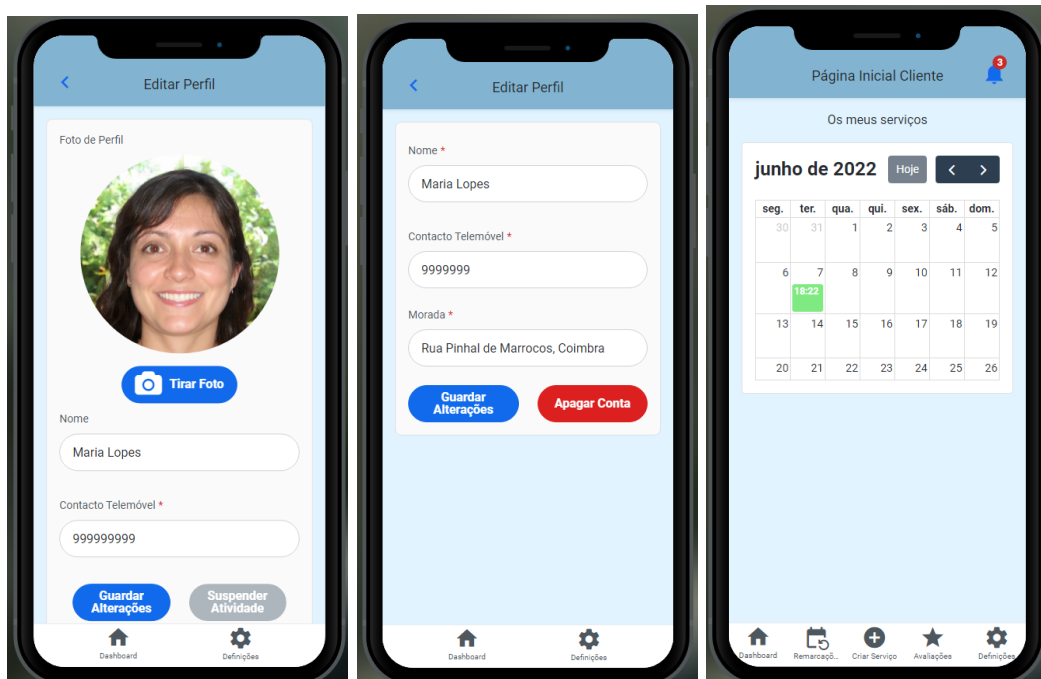 Editar Perfil
Foto de Perfil
Tirar Foto
Nome
Maria Lopes
Contacto Telemóvel *
999999999
Guardar
Alterações
Suspender
Atividade
Dashboard
Definições
Editar Perfil
Nome *
Maria Lopes
Contacto Telemóvel *
9999999
Morada *
Rua Pinhal de Marrocos, Coimbra
Guardar
Alterações
Apagar Conta
Dashboard
Definições
Página Inicial Cliente
3
Os meus serviços
junho de 2022
Hoje
seg. ter. qua. qui. sex. sáb. dom.
30 31 1 2 3 4 5
6 7 8 9 10 11 12
18:22
13 14 15 16 17 18 19
20 21 22 23 24 25 26
Dashboard
Remarcaçõ...
Criar Serviço
Avaliações
Definições